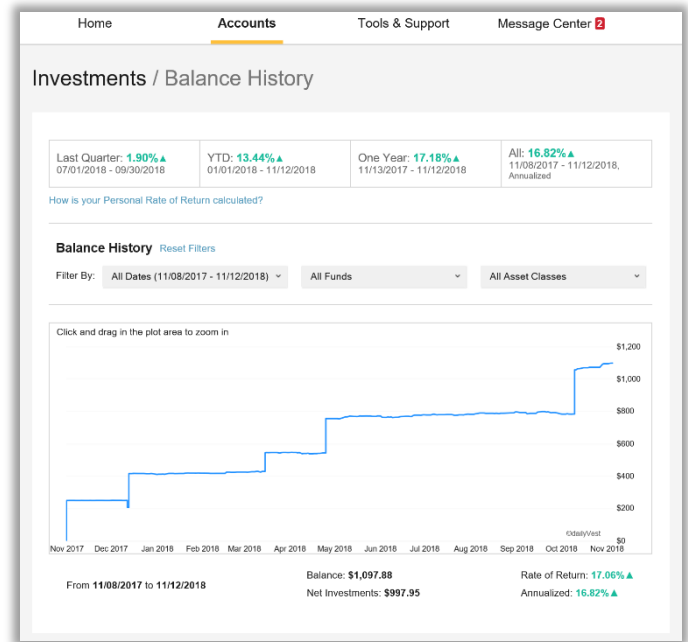 Home Accounts Tools & Support Message Center 2
Investments / Balance History
Last Quarter: 1.90%▲ YTD: 13.44%▲ One Year: 17.18%▲ All: 16.82%▲
07/01/2018 - 09/30/2018 01/01/2018 - 11/12/2018 11/13/2017 - 11/12/2018 11/08/2017 - 11/12/2018,
Annualized
How is your Personal Rate of Return calculated?
Balance History Reset Filters
Filter By: All Dates (11/08/2017 - 11/12/2018) All Funds All Asset Classes
Click and drag in the plot area to zoom in
$1,200
$1,000
$800
$600
$400
$200
©dailyVest
$0
Nov 2017 Dec 2017 Jan 2018 Feb 2018 Mar 2018 Apr 2018 May 2018 Jun 2018 Jul 2018 Aug 2018 Sep 2018 Oct 2018 Nov 2018
From 11/08/2017 to 11/12/2018
Balance: $1,097.88 Rate of Return: 17.06%▲
Net Investments: $997.95 Annualized: 16.82%▲